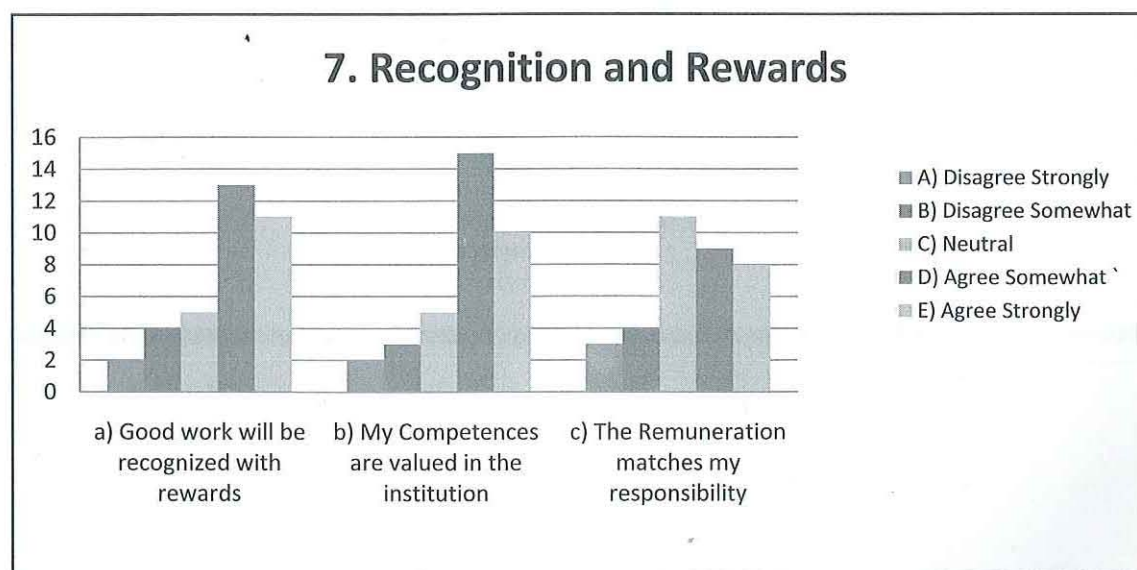 7. Recognition and Rewards
16
14
12
10
8
6
4
2
0
a) Good work will be
recognized with
rewards
b) My Competences
are valued in the
institution
c) The Remuneration
matches my
responsibility
A) Disagree Strongly
B) Disagree Somewhat
C) Neutral
D) Agree Somewhat `
E) Agree Strongly